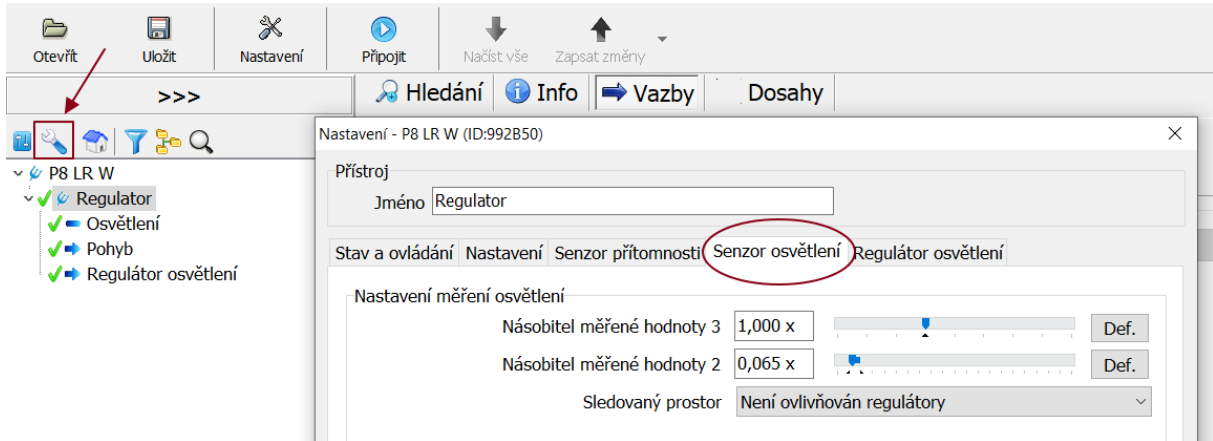 Otevřít Uložit Nastavení Připojit Načíst vše Zapsat změny
>>>
Hledání Info Vazby Dosahy
Nastavení - P8 LR W (ID:992B50)
P8 LR W
Regulator
Osvětlení
Pohyb
Regulátor osvětlení
Přístroj
Jméno Regulator
Stav a ovládání Nastavení Senzor přítomnosti Senzor osvětlení Regulátor osvětlení
Nastavení měření osvětlení
Násobitel měřené hodnoty 3 1,000 x Def.
Násobitel měřené hodnoty 2 0,065 x Def.
Sledovaný prostor Není ovlivňován regulátory